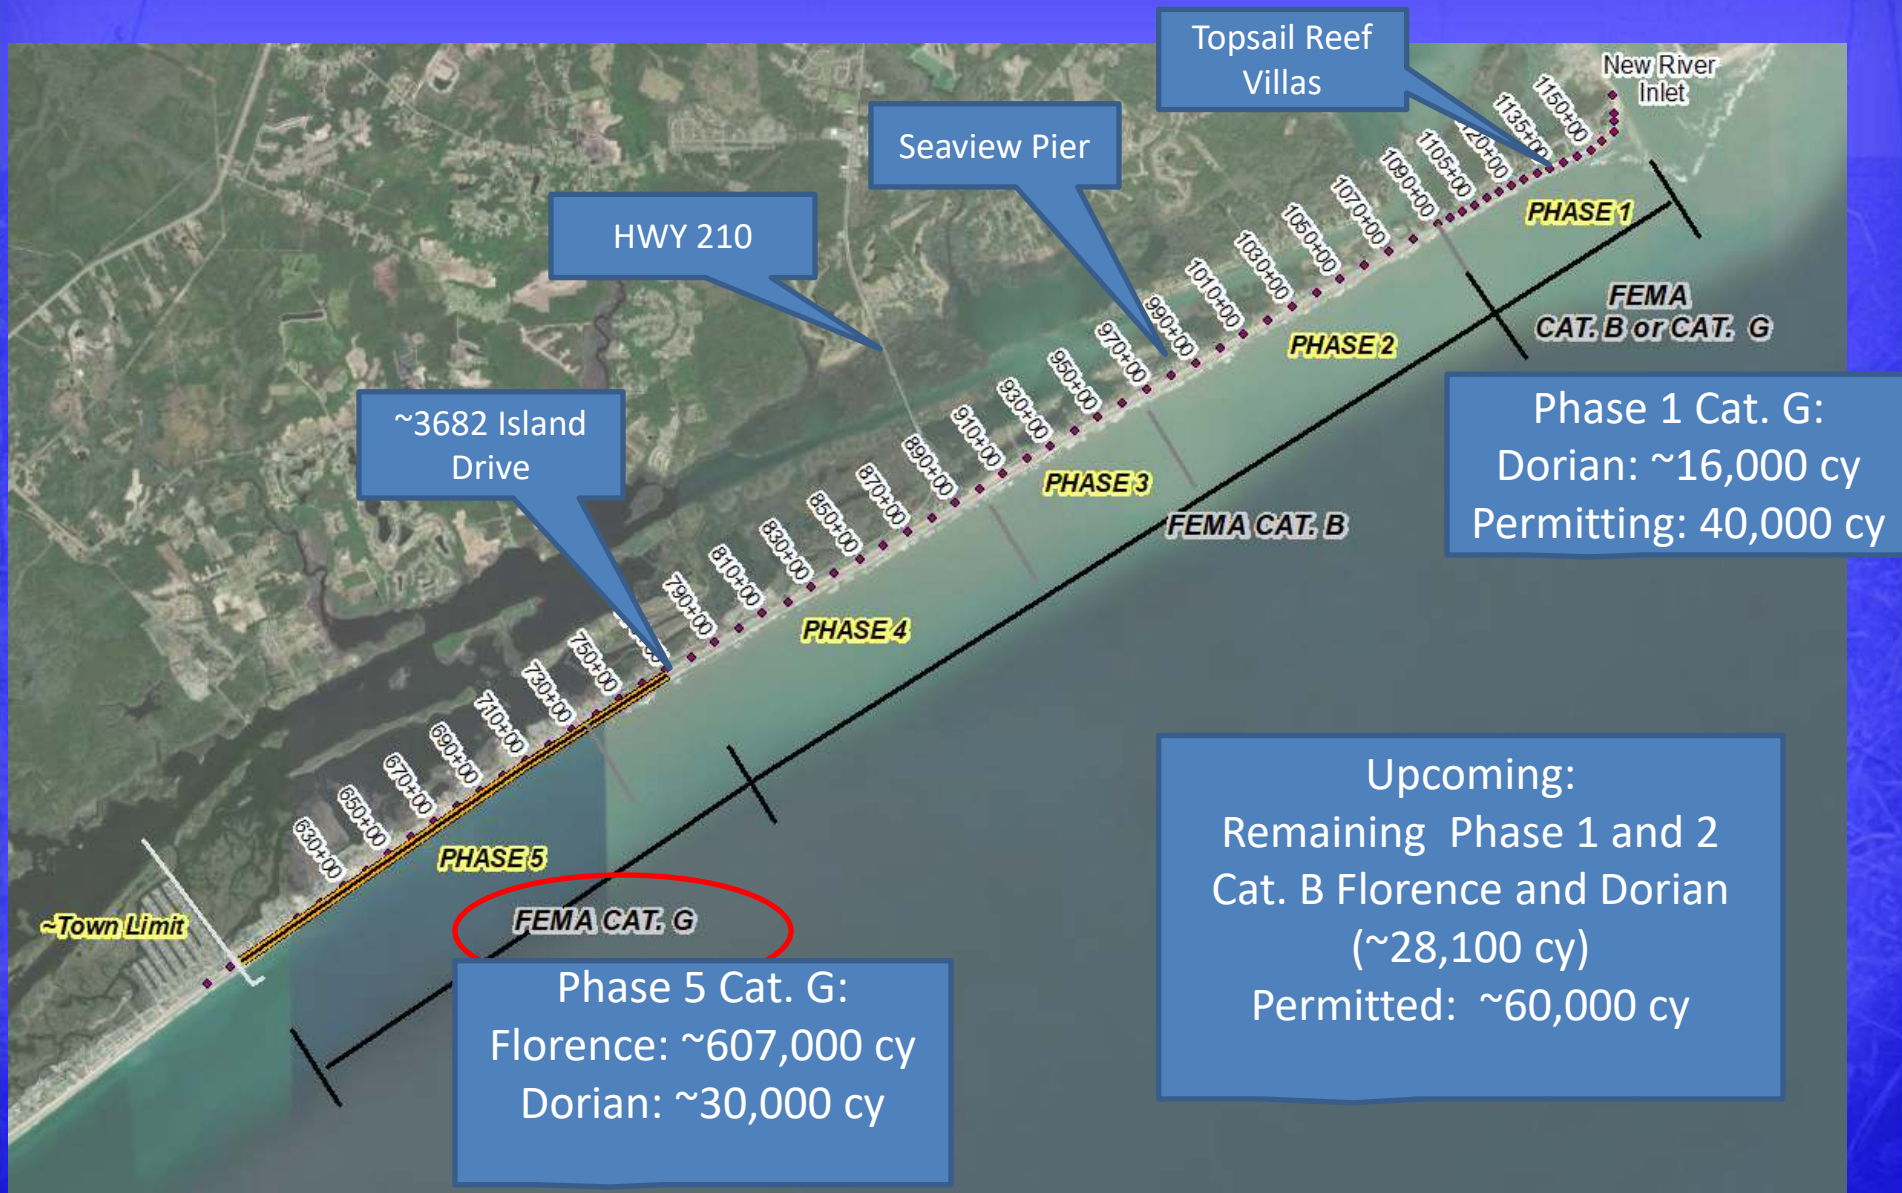 Topsail Reef
Villas
New River
Inlet
Seaview Pier
HWY 210
~3682 Island
Drive
1150+00
1135+00
1105+00
1090+00
1070+00
1050+00
1030+00
1010+00
990+00
970+00
950+00
930+00
910+00
890+00
870+00
850+00
830+00
810+00
790+00
750+00
730+00
710+00
690+00
670+00
650+00
630+00
PHASE 1
FEMA
CAT. B or CAT. G
PHASE 2
PHASE 3
FEMA CAT. B
PHASE 4
PHASE 5
FEMA CAT. G
~Town Limit
Phase 1 Cat. G:
Dorian: ~16,000 cy
Permitting: 40,000 cy
Upcoming:
Remaining Phase 1 and 2
Cat. B Florence and Dorian
(~28,100 cy)
Permitted: ~60,000 cy
Phase 5 Cat. G:
Florence: ~607,000 cy
Dorian: ~30,000 cy